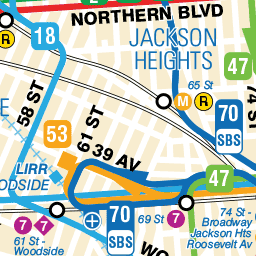 NORTHERN BLVD
R
18
JACKSON
HEIGHTS
47
65 St
M R
58 ST
61 ST
70
SBS
53
39 AV
LIRR
WOODSIDE
47
7 7
61 St -
Woodside
70
SBS
69 St 7
74 St -
Broadway
Jackson Hts
Roosevelt Av